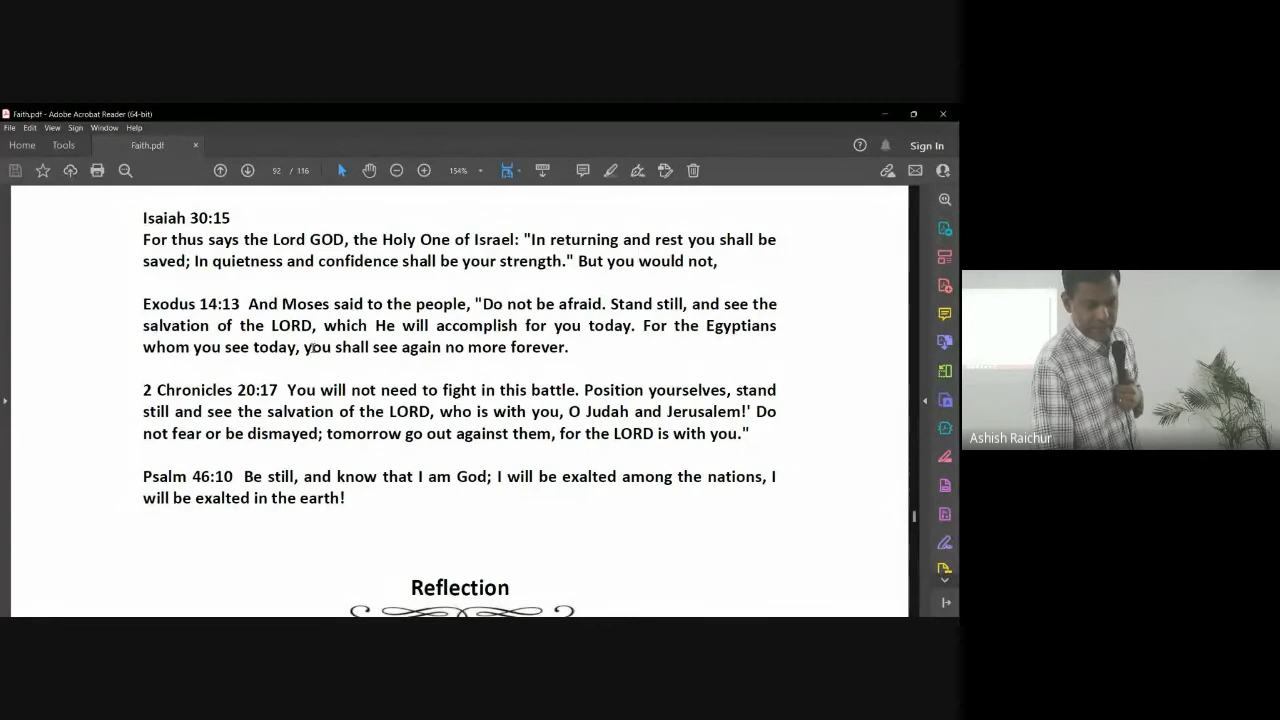 Faith.pdf - Adobe Acrobat Reader (64-bit)
File Edit View Sign Window Help
Home Tools Faith.pdf × Sign In
92 / 116 154%
Isaiah 30:15
For thus says the Lord GOD, the Holy One of Israel: "In returning and rest you shall be
saved; In quietness and confidence shall be your strength." But you would not,
Exodus 14:13 And Moses said to the people, "Do not be afraid. Stand still, and see the
salvation of the LORD, which He will accomplish for you today. For the Egyptians
whom you see today, you shall see again no more forever.
2 Chronicles 20:17 You will not need to fight in this battle. Position yourselves, stand
still and see the salvation of the LORD, who is with you, O Judah and Jerusalem!' Do
not fear or be dismayed; tomorrow go out against them, for the LORD is with you."
Psalm 46:10 Be still, and know that I am God; I will be exalted among the nations, I
will be exalted in the earth!
Reflection
Ashish Raichur